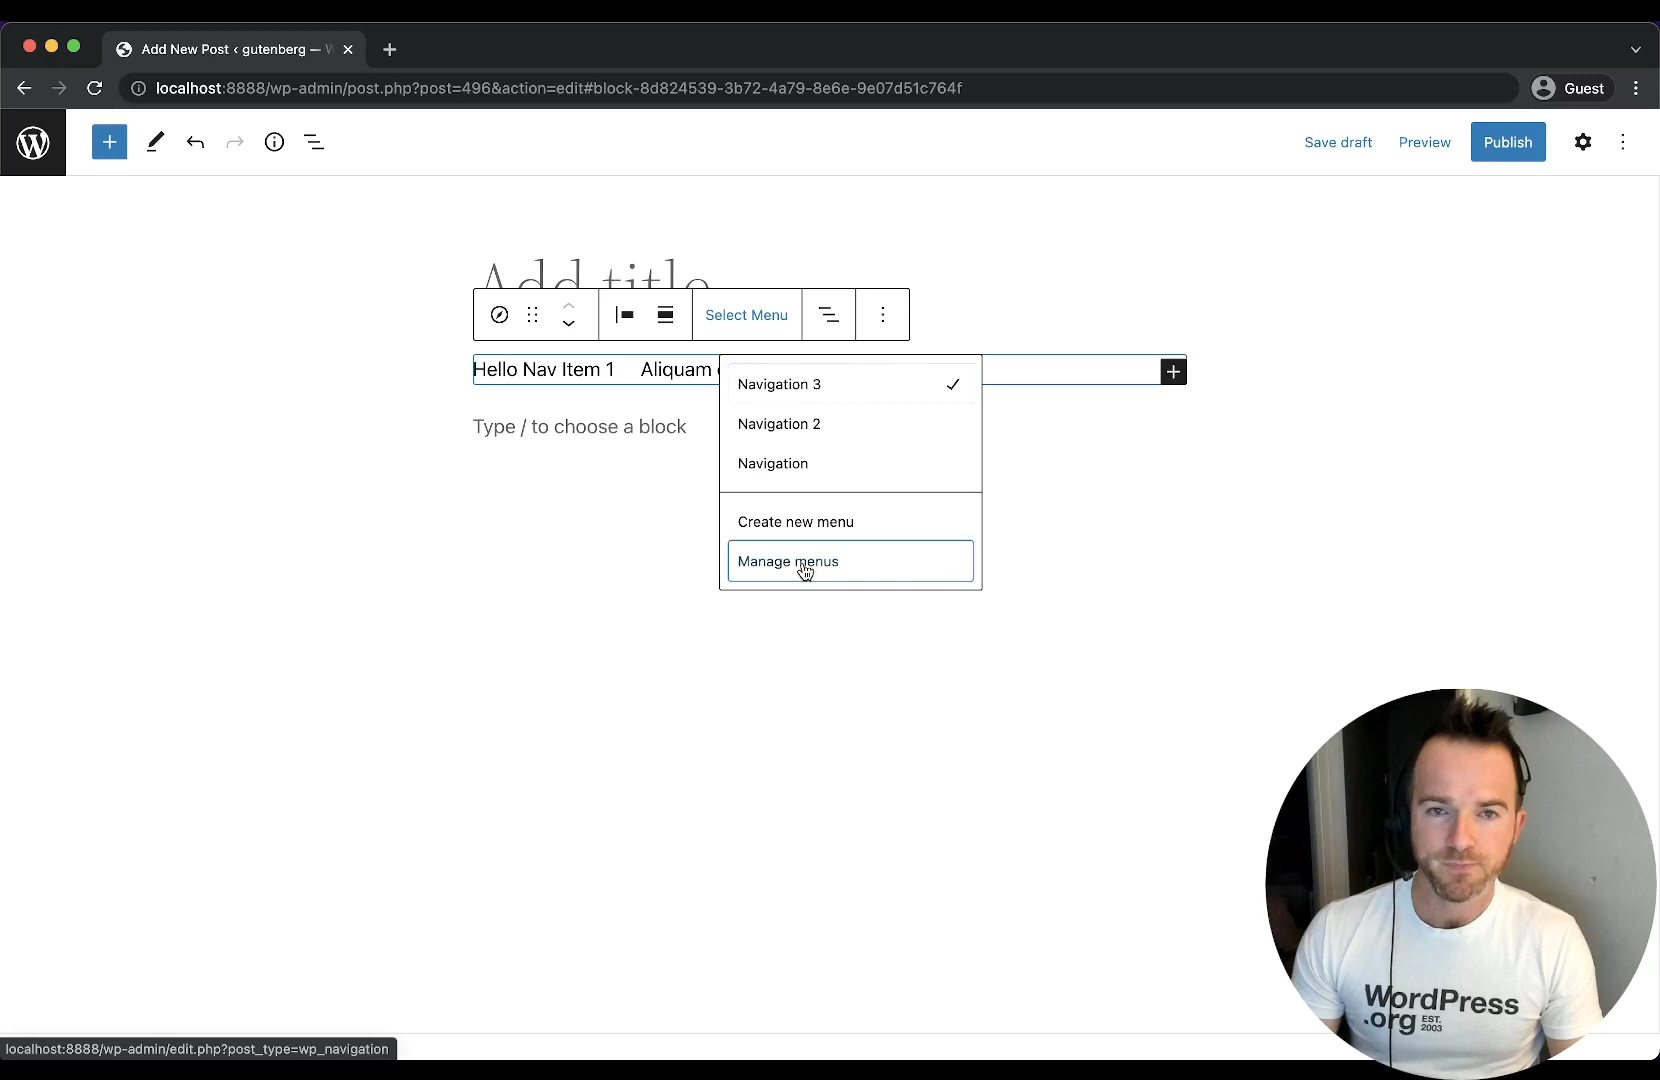 Add New Post ‹ gutenberg —
localhost:8888/wp-admin/post.php?post=496&action=edit#block-8d824539-3b72-4a79-8e6e-9e07d51c764f
Guest
Save draft
Preview
Publish
Add title
Select Menu
Hello Nav Item 1
Aliquam
Navigation 3
Navigation 2
Type / to choose a block
Navigation
Create new menu
Manage menus
WordPress
.org EST.
2003
localhost:8888/wp-admin/edit.php?post_type=wp_navigation